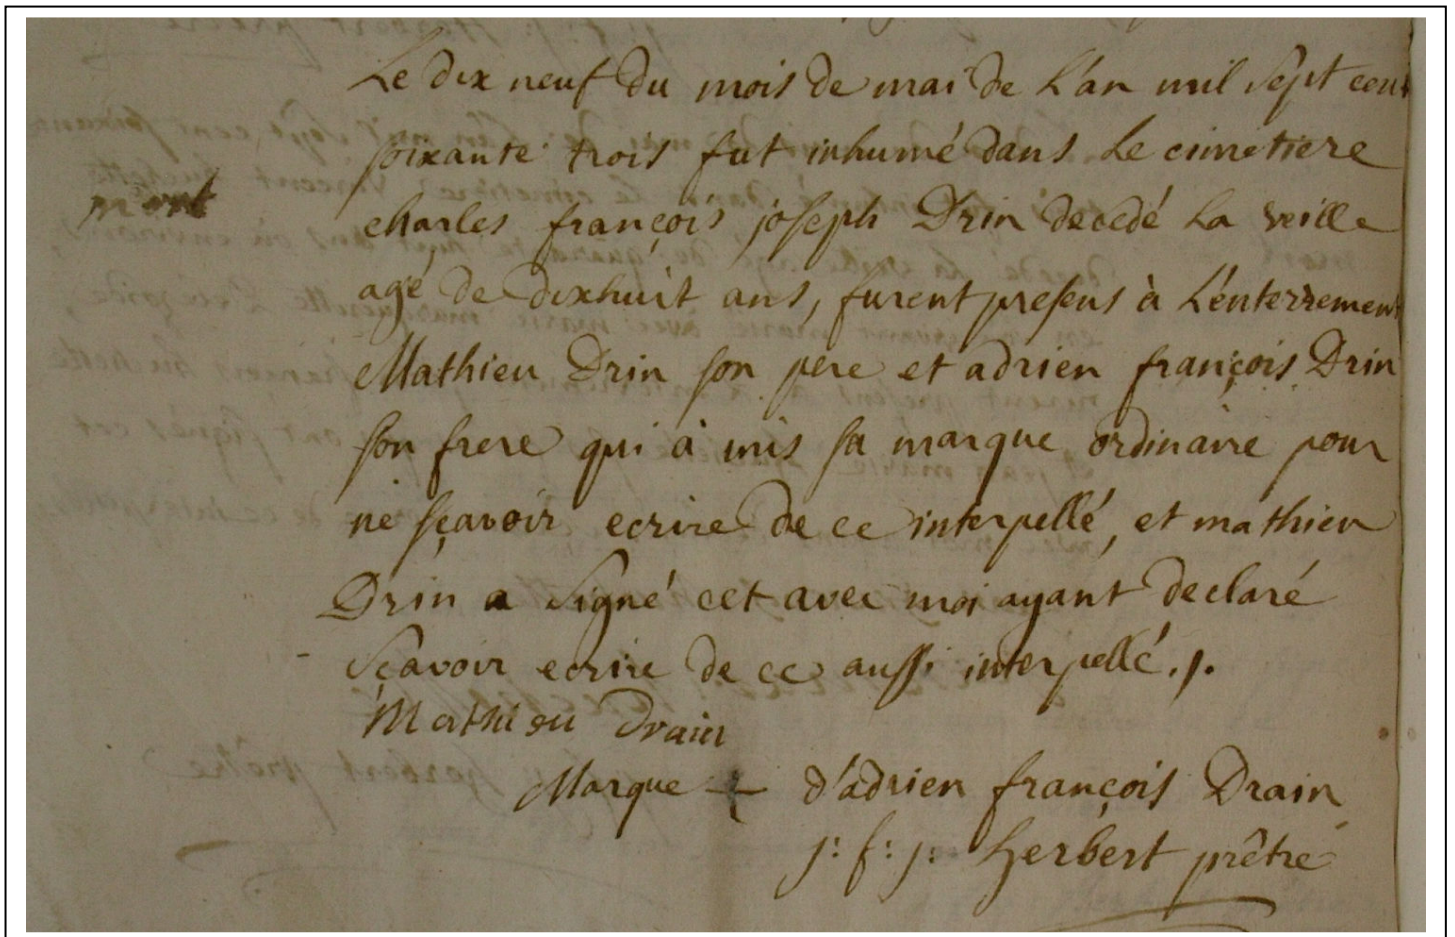 Le dix neuf du mois de mai de L'an mil sept cent
soixante trois fut inhumé dans Le cimetiere
mort
charles françois joseph Drin decedé La veille
agé de dixhuit ans, furent presens à L'énterrement
Mathieu Drin son pere et adrien françois Drin
son frere qui à mis sa marque ordinaire pour
ne sçavoir ecrire de ce interpellé, et mathieu
Drin a signé cet avec moi ayant declaré
sçavoir ecrire de ce aussi interpellé.
Mathieu Drain
Marque + d'adrien françois Drain
j: f: j: herbert prêtre